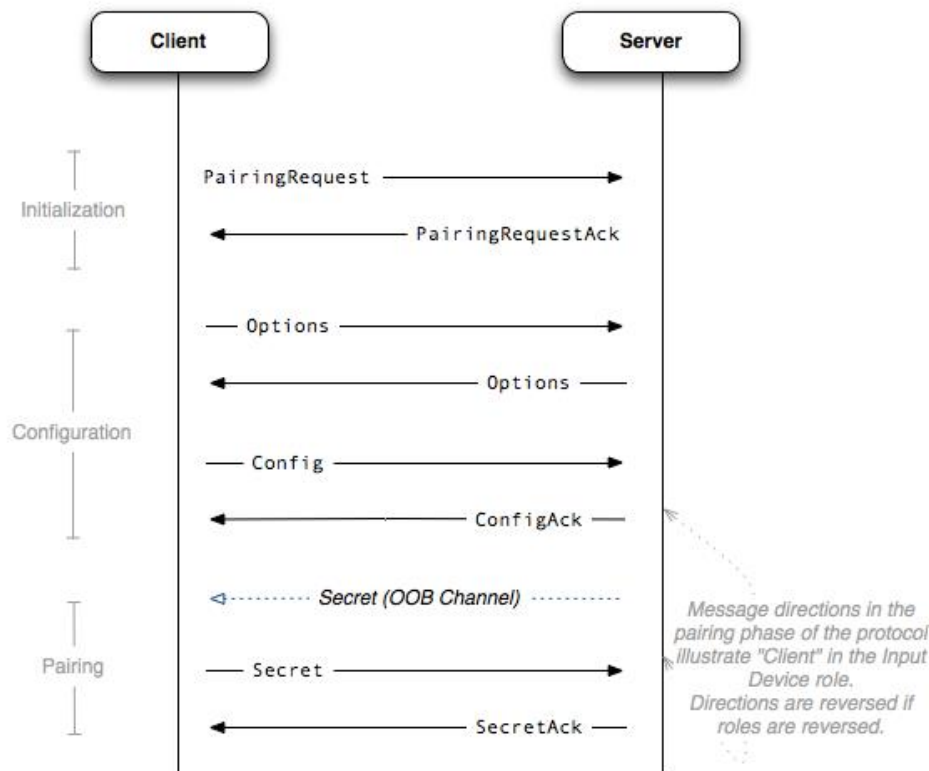 Client
Server
PairingRequest
Initialization
PairingRequestAck
Options
Options
Configuration
Config
ConfigAck
Secret (OOB Channel)
Message directions in the
pairing phase of the protocol
illustrate "Client" in the Input
Device role.
Directions are reversed if
roles are reversed.
Pairing
Secret
SecretAck